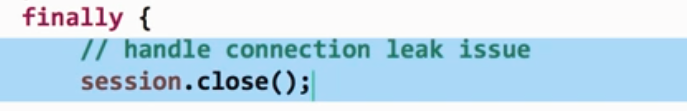 finally {
// handle connection leak issue
session.close();